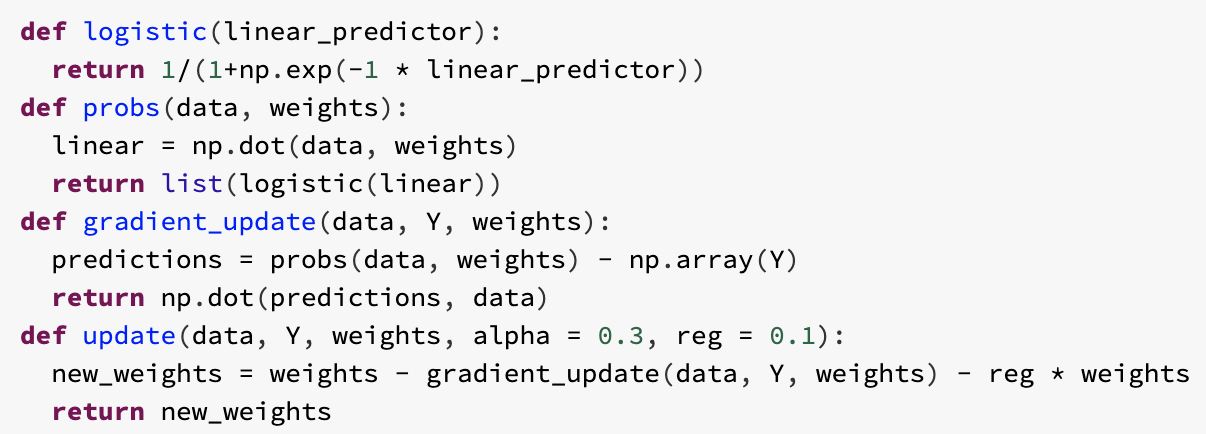 def logistic(linear_predictor):
  return 1/(1+np.exp(-1 * linear_predictor))
def probs(data, weights):
  linear = np.dot(data, weights)
  return list(logistic(linear))
def gradient_update(data, Y, weights):
  predictions = probs(data, weights) - np.array(Y)
  return np.dot(predictions, data)
def update(data, Y, weights, alpha = 0.3, reg = 0.1):
  new_weights = weights - gradient_update(data, Y, weights) - reg * weights
  return new_weights